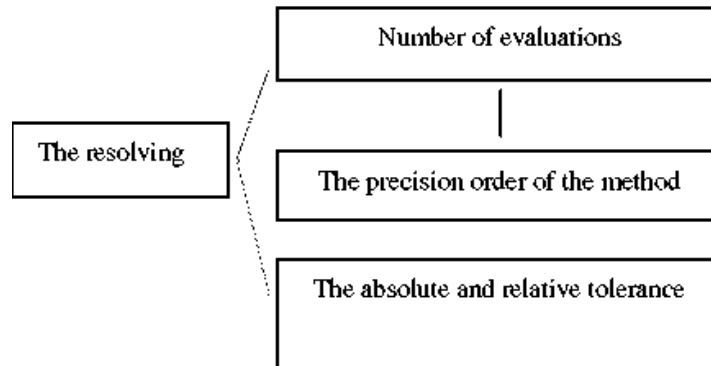 Number of evaluations
The resolving
The precision order of the method
The absolute and relative tolerance